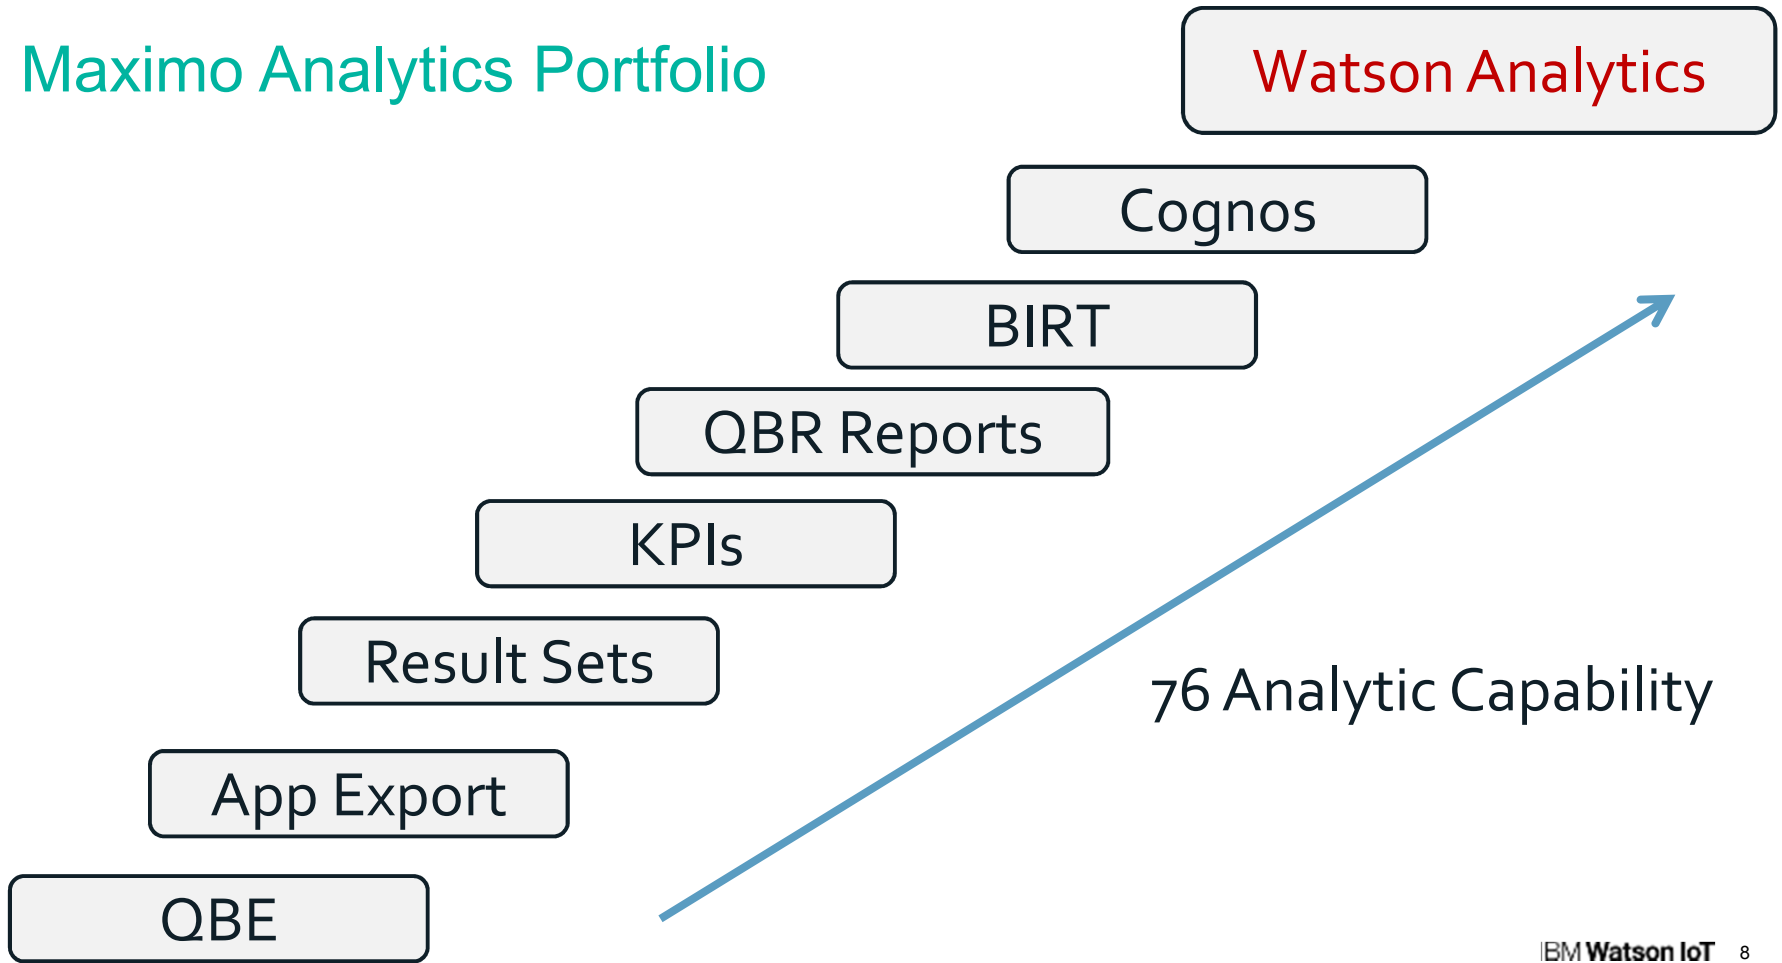 Maximo Analytics Portfolio
Watson Analytics
Cognos
BIRT
QBR Reports
KPIs
Result Sets
76 Analytic Capability
App Export
QBE
IBM Watson IoT 8